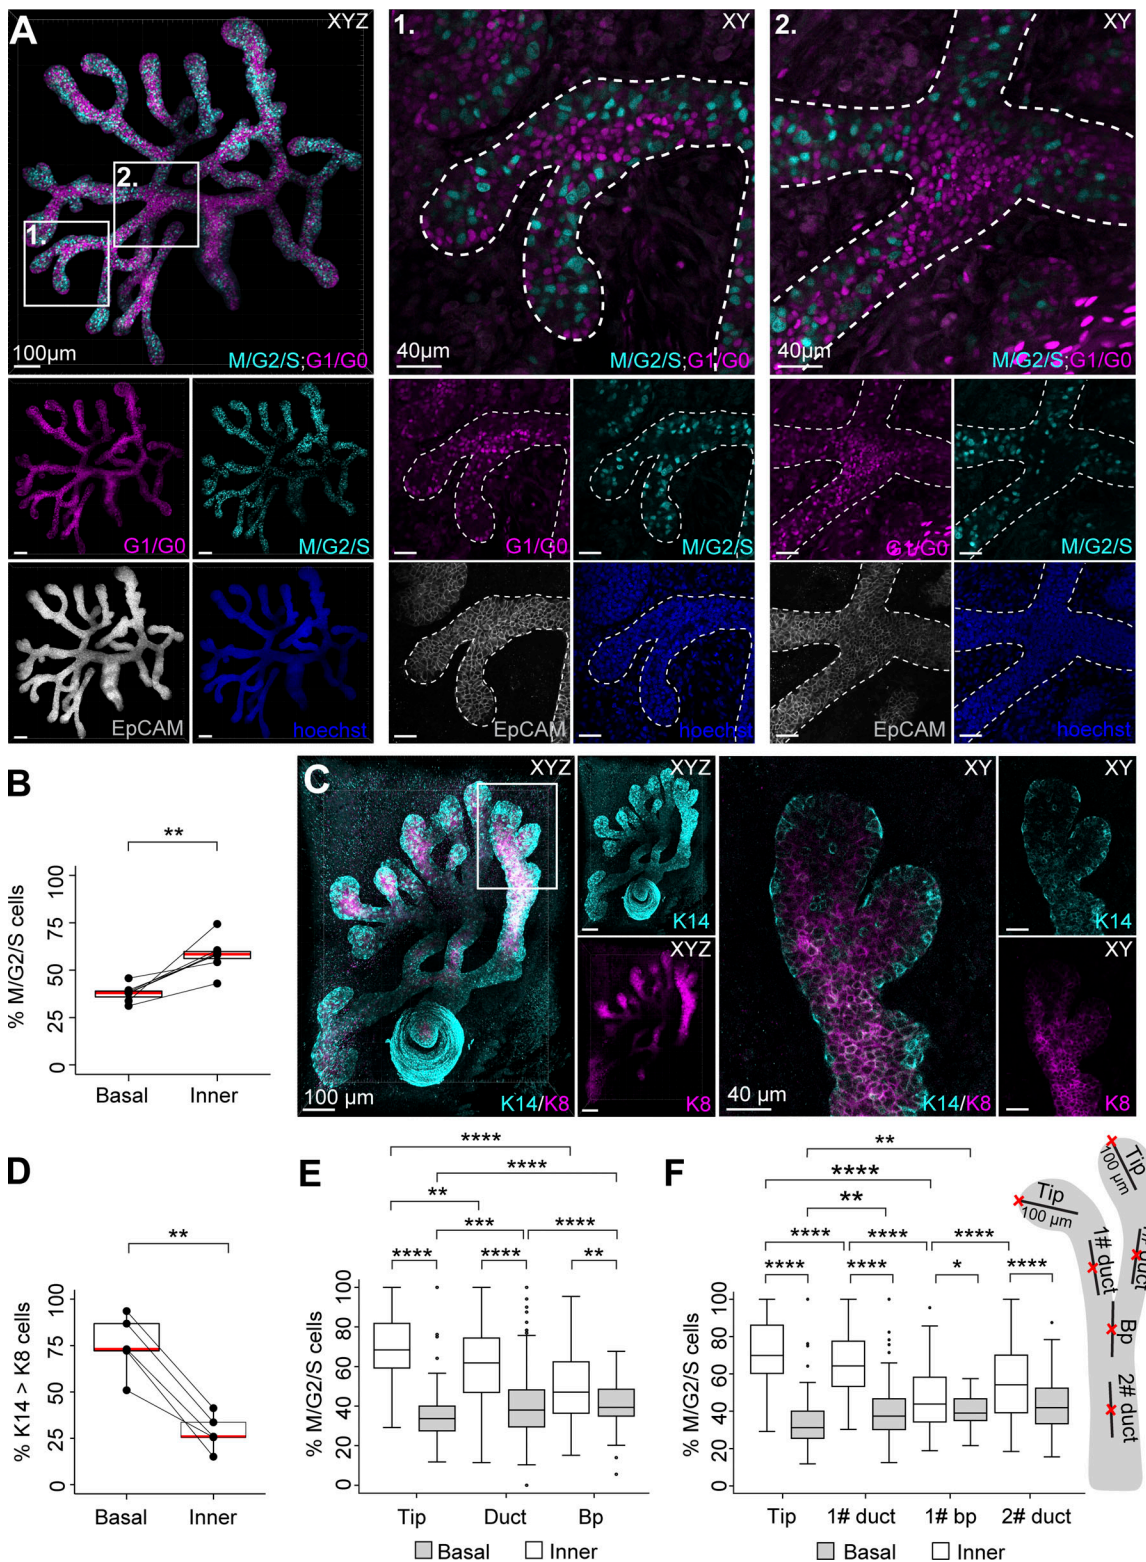 A
XYZ
1.
2.
100µm
M/G2/S;G1/G0
1.
XY
40µm
M/G2/S;G1/G0
2.
XY
40µm
M/G2/S;G1/G0
G1/G0
M/G2/S
G1/G0
M/G2/S
G1/G0
M/G2/S
EpCAM
hoechst
EpCAM
hoechst
EpCAM
hoechst
B
**
% M/G2/S cells
100
75
50
25
0
Basal
Inner
C
XYZ
100 µm
K14/K8
XYZ
K14
XYZ
K8
XY
40 µm
K14/K8
XY
K14
XY
K8
D
**
% K14 > K8 cells
100
75
50
25
0
Basal
Inner
E
****
****
**
***
****
****
****
**
% M/G2/S cells
100
80
60
40
20
0
Tip
Duct
Bp
Basal
Inner
F
**
****
**
****
****
****
****
****
*
****
% M/G2/S cells
100
80
60
40
20
0
Tip
1# duct
1# bp
2# duct
Basal
Inner
Tip
100 µm
Tip
100 µm
1# duct
1# duct
Bp
2# duct